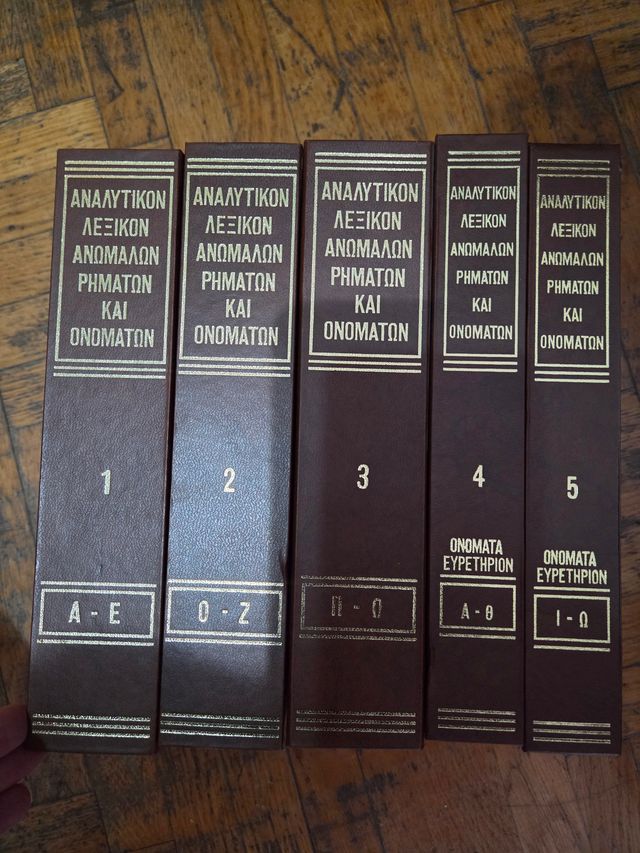 ΑΝΑΛΥΤΙΚΟΝ
ΛΕΞΙΚΟΝ
ΑΝΩΜΑΛΩΝ
ΡΗΜΑΤΩΝ
ΚΑΙ
ΟΝΟΜΑΤΩΝ
1
Α - Ε
ΑΝΑΛΥΤΙΚΟΝ
ΛΕΞΙΚΟΝ
ΑΝΩΜΑΛΩΝ
ΡΗΜΑΤΩΝ
ΚΑΙ
ΟΝΟΜΑΤΩΝ
2
Ο - Ζ
ΑΝΑΛΥΤΙΚΟΝ
ΛΕΞΙΚΟΝ
ΑΝΩΜΑΛΩΝ
ΡΗΜΑΤΩΝ
ΚΑΙ
ΟΝΟΜΑΤΩΝ
3
Π - Ω
ΑΝΑΛΥΤΙΚΟΝ
ΛΕΞΙΚΟΝ
ΑΝΩΜΑΛΩΝ
ΡΗΜΑΤΩΝ
ΚΑΙ
ΟΝΟΜΑΤΩΝ
4
ΟΝΟΜΑΤΑ
ΕΥΡΕΤΗΡΙΟΝ
Α - Θ
ΑΝΑΛΥΤΙΚΟΝ
ΛΕΞΙΚΟΝ
ΑΝΩΜΑΛΩΝ
ΡΗΜΑΤΩΝ
ΚΑΙ
ΟΝΟΜΑΤΩΝ
5
ΟΝΟΜΑΤΑ
ΕΥΡΕΤΗΡΙΟΝ
Ι - Ω